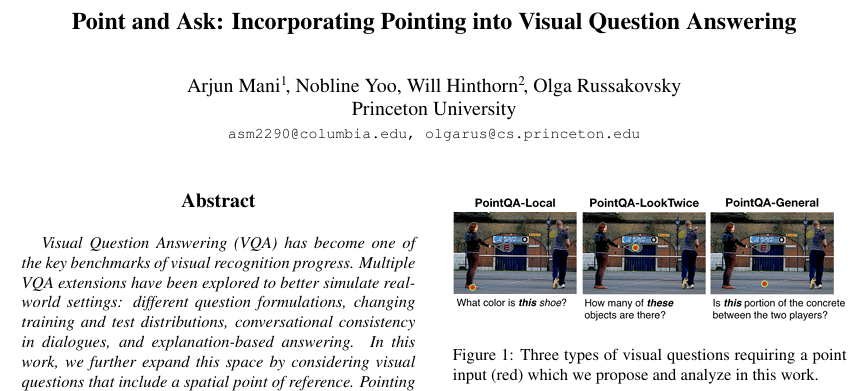 Point and Ask: Incorporating Pointing into Visual Question Answering
Arjun Mani1, Nobline Yoo, Will Hinthorn2, Olga Russakovsky
Princeton University
asm2290@columbia.edu, olgarus@cs.princeton.edu
Abstract
Visual Question Answering (VQA) has become one of
the key benchmarks of visual recognition progress. Multiple
VQA extensions have been explored to better simulate real-
world settings: different question formulations, changing
training and test distributions, conversational consistency
in dialogues, and explanation-based answering. In this
work, we further expand this space by considering visual
questions that include a spatial point of reference. Pointing
PointQA-Local
PointQA-LookTwice
PointQA-General
What color is this shoe?
How many of these
objects are there?
Is this portion of the concrete
between the two players?
Figure 1: Three types of visual questions requiring a point
input (red) which we propose and analyze in this work.